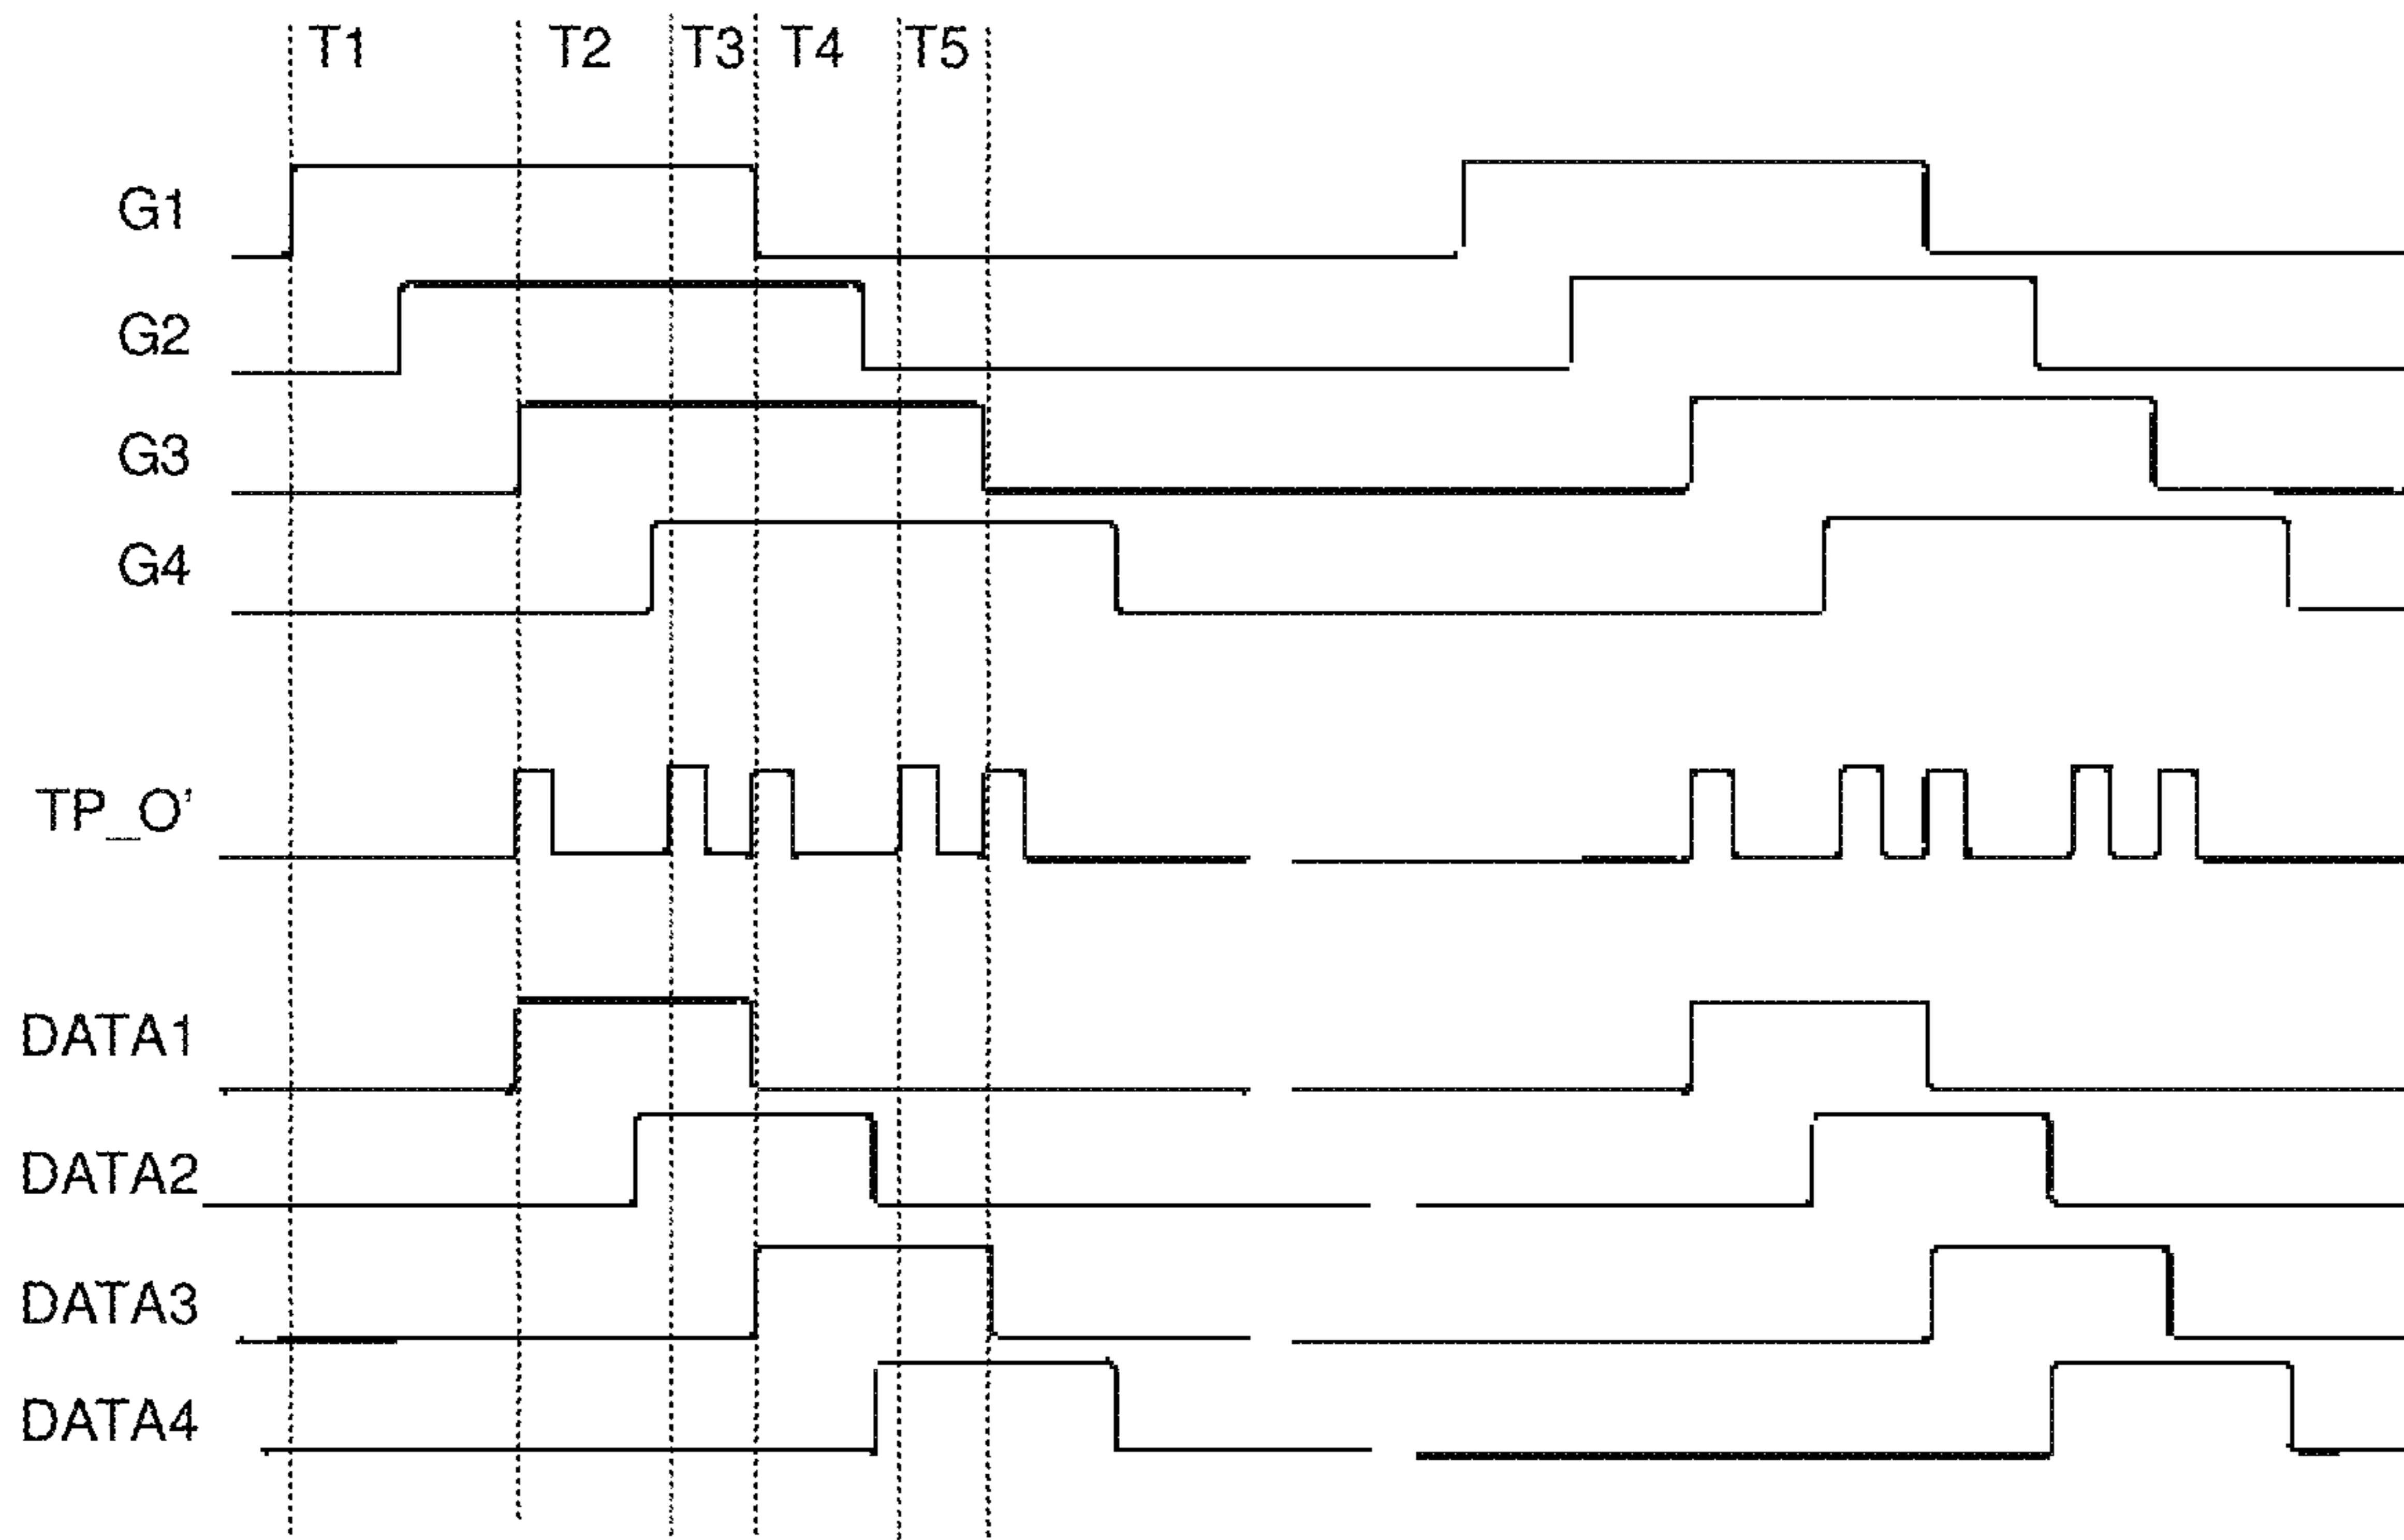 T1 T2 T3 T4 T5
G1
G2
G3
G4
TP_O'
DATA1
DATA2
DATA3
DATA4